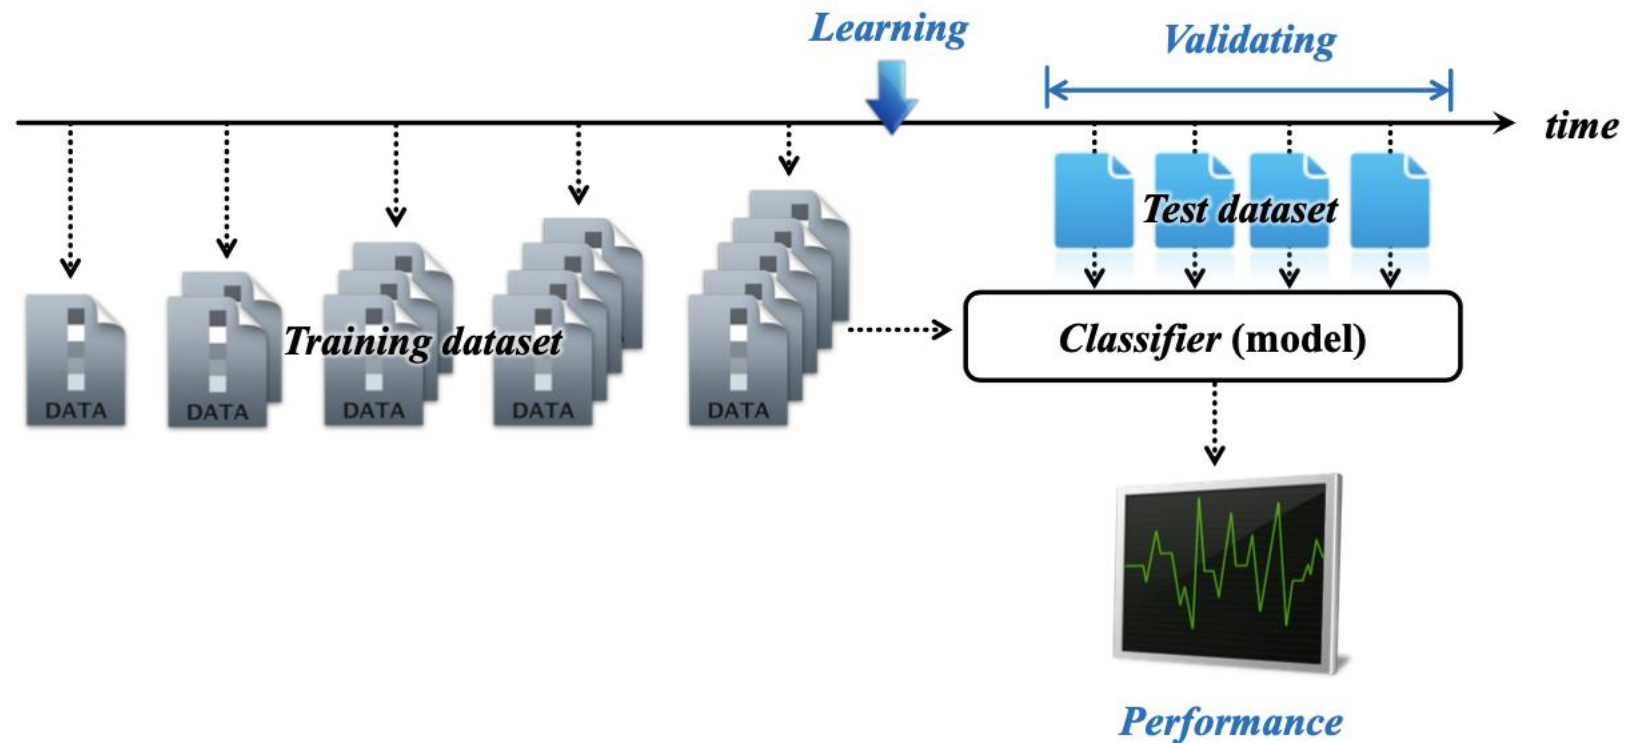 Learning
Validating
time
Test dataset
Training dataset
Classifier (model)
DATA
DATA
DATA
DATA
DATA
Performance